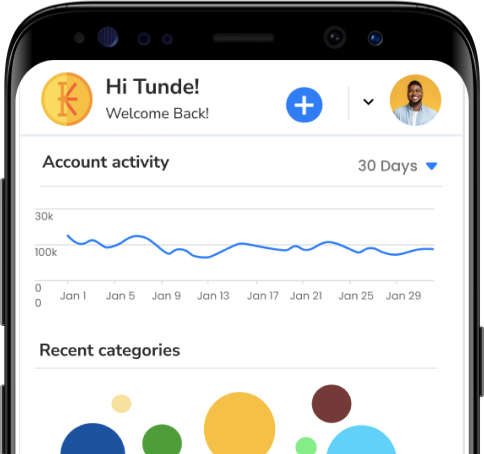 Hi Tunde!
Welcome Back!
Account activity
30 Days
30k
100k
0
0
Jan 1 Jan 5 Jan 9 Jan 13 Jan 17 Jan 21 Jan 25 Jan 29
Recent categories